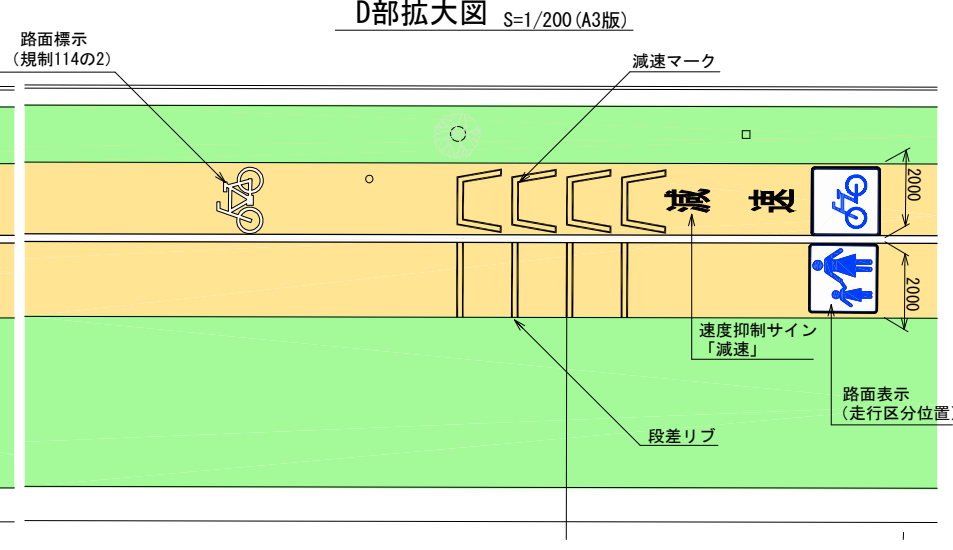 D部拡大図 S=1/200(A3版)
路面標示
(規制114の2)
減速マーク
減速
2000
2000
速度抑制サイン
「減速」
路面表示
(走行区分位置)
段差リブ